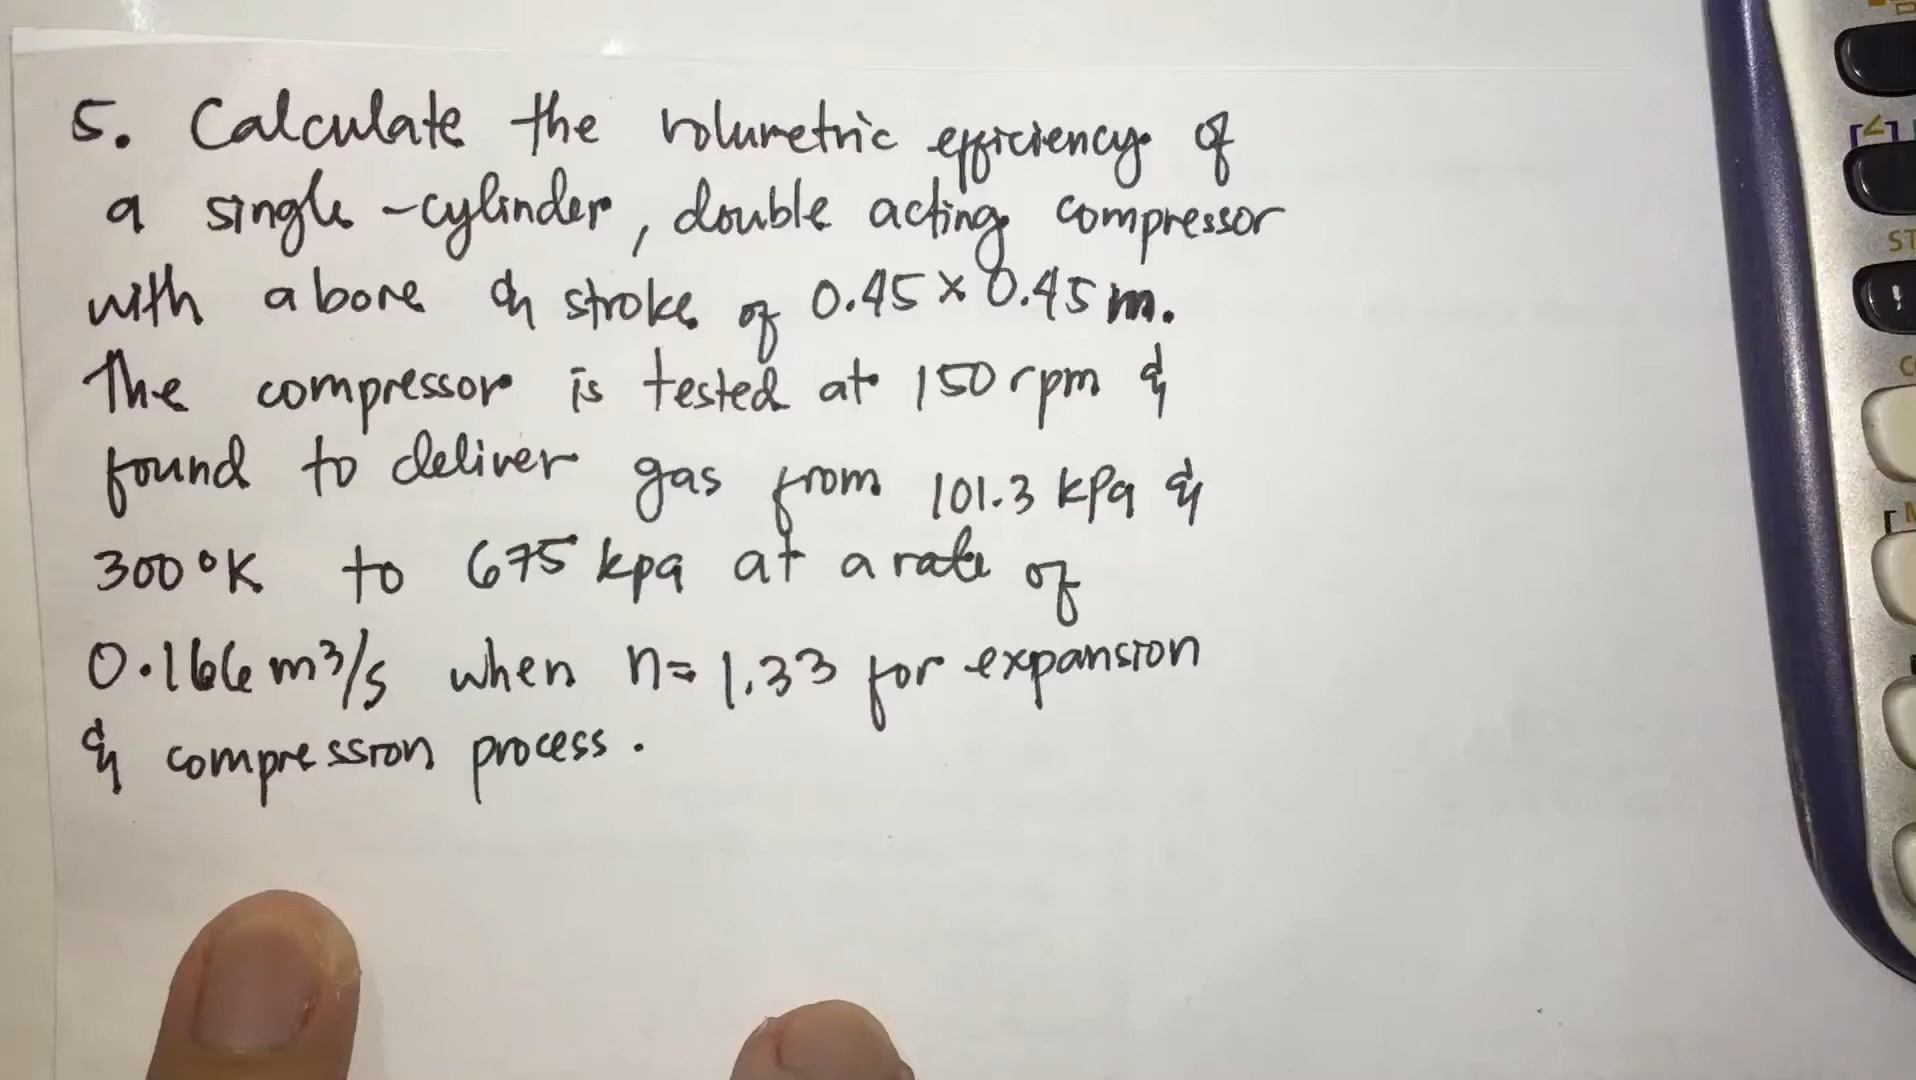 5. Calculate the volumetric efficiency of
a single-cylinder, double acting compressor
with a bore & stroke of 0.45 x 0.45 m.
The compressor is tested at 150 rpm &
found to deliver gas from 101.3 kPa &
300°K to 675 kpa at a rate of
0.166 m³/s when n= 1.33 for expansion
& compression process.
ST